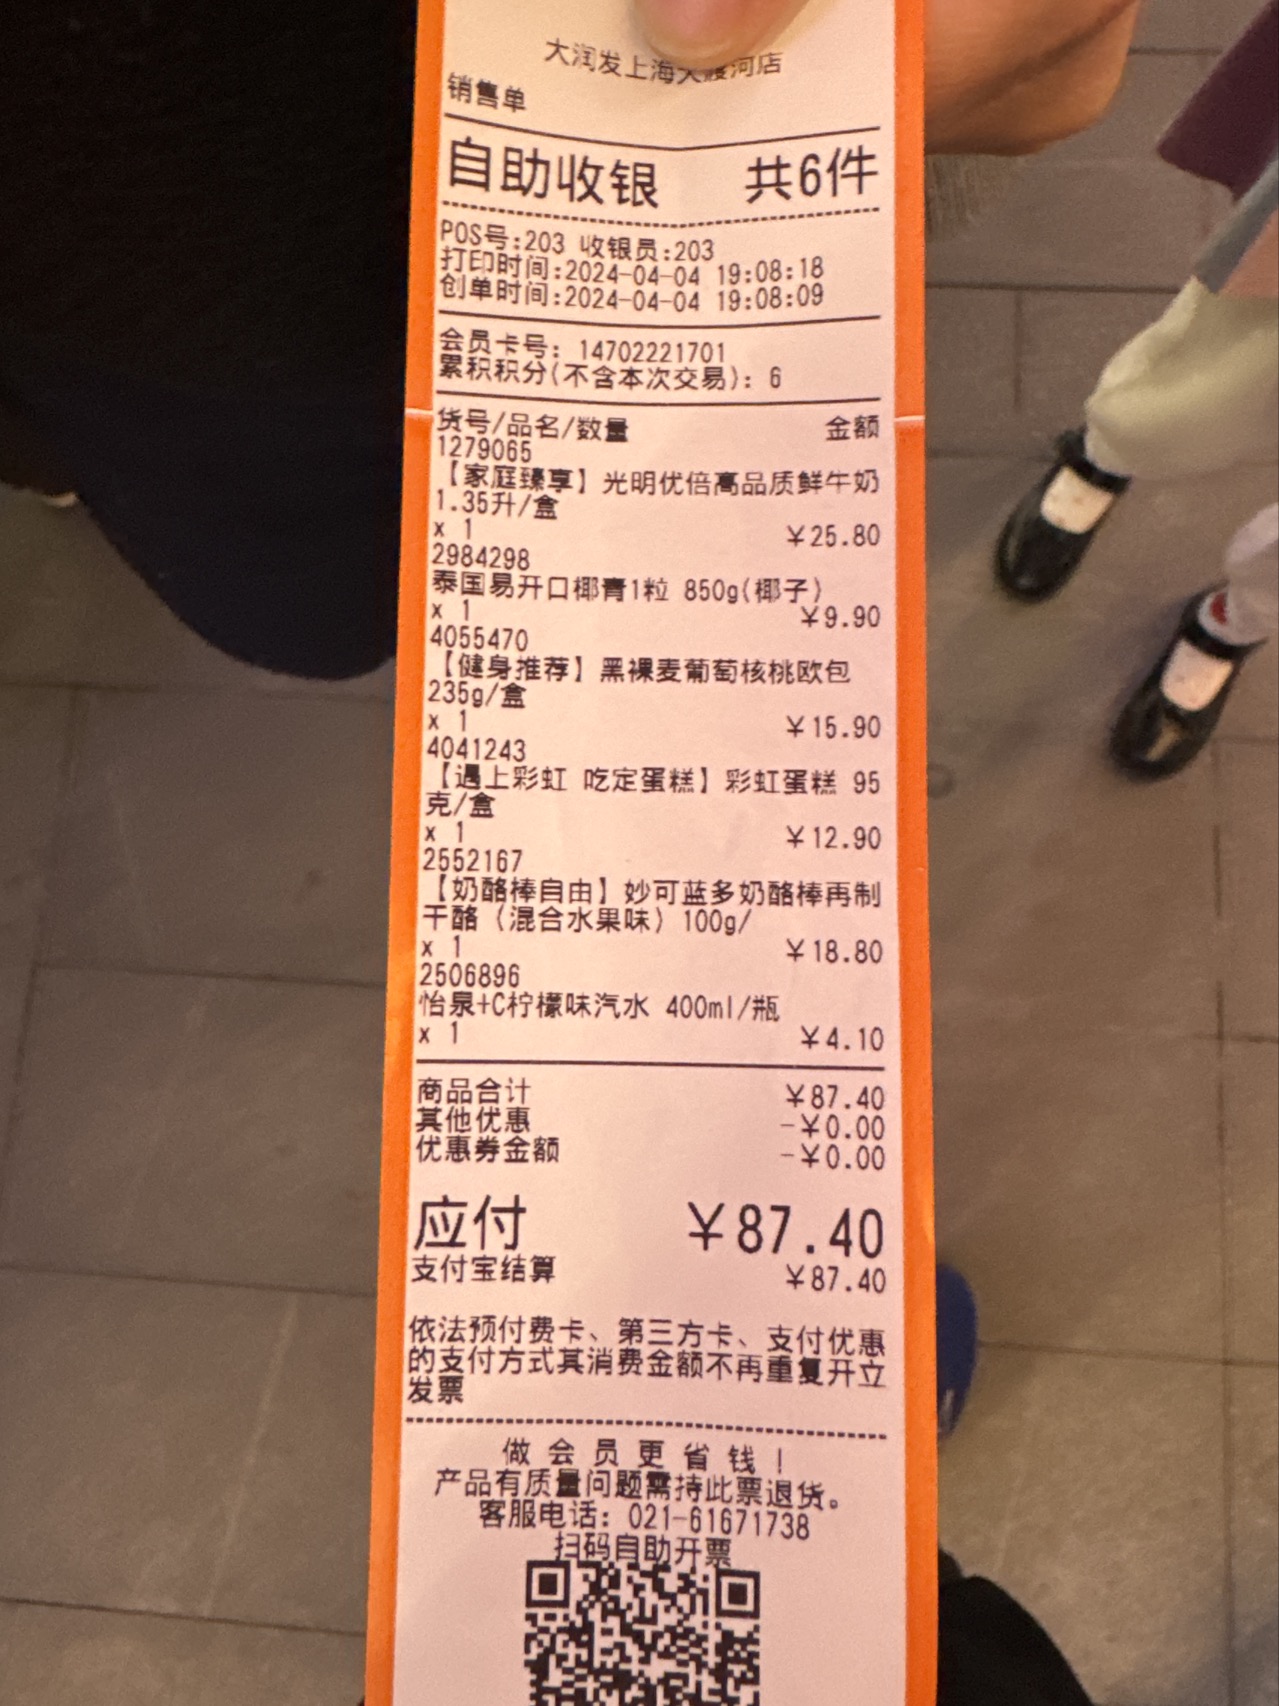 大润发上海大渡河店
销售单
自助收银 共6件
POS号:203 收银员:203
打印时间:2024-04-04 19:08:18
创单时间:2024-04-04 19:08:09
会员卡号: 14702221701
累积积分(不含本次交易): 6
货号/品名/数量 金额
1279065
【家庭臻享】光明优倍高品质鲜牛奶
1.35升/盒
x 1 ¥25.80
2984298
泰国易开口椰青1粒 850g(椰子)
x 1 ¥9.90
4055470
【健身推荐】黑裸麦葡萄核桃欧包
235g/盒
x 1 ¥15.90
4041243
【遇上彩虹 吃定蛋糕】彩虹蛋糕 95
克/盒
x 1 ¥12.90
2552167
【奶酪棒自由】妙可蓝多奶酪棒再制
干酪（混合水果味）100g/
x 1 ¥18.80
2506896
怡泉+C柠檬味汽水 400ml/瓶
x 1 ¥4.10
商品合计 ¥87.40
其他优惠 -¥0.00
优惠券金额 -¥0.00
应付 ¥87.40
支付宝结算 ¥87.40
依法预付费卡、第三方卡、支付优惠
的支付方式其消费金额不再重复开立
发票
做会员更省钱！
产品有质量问题需持此票退货。
客服电话: 021-61671738
扫码自助开票